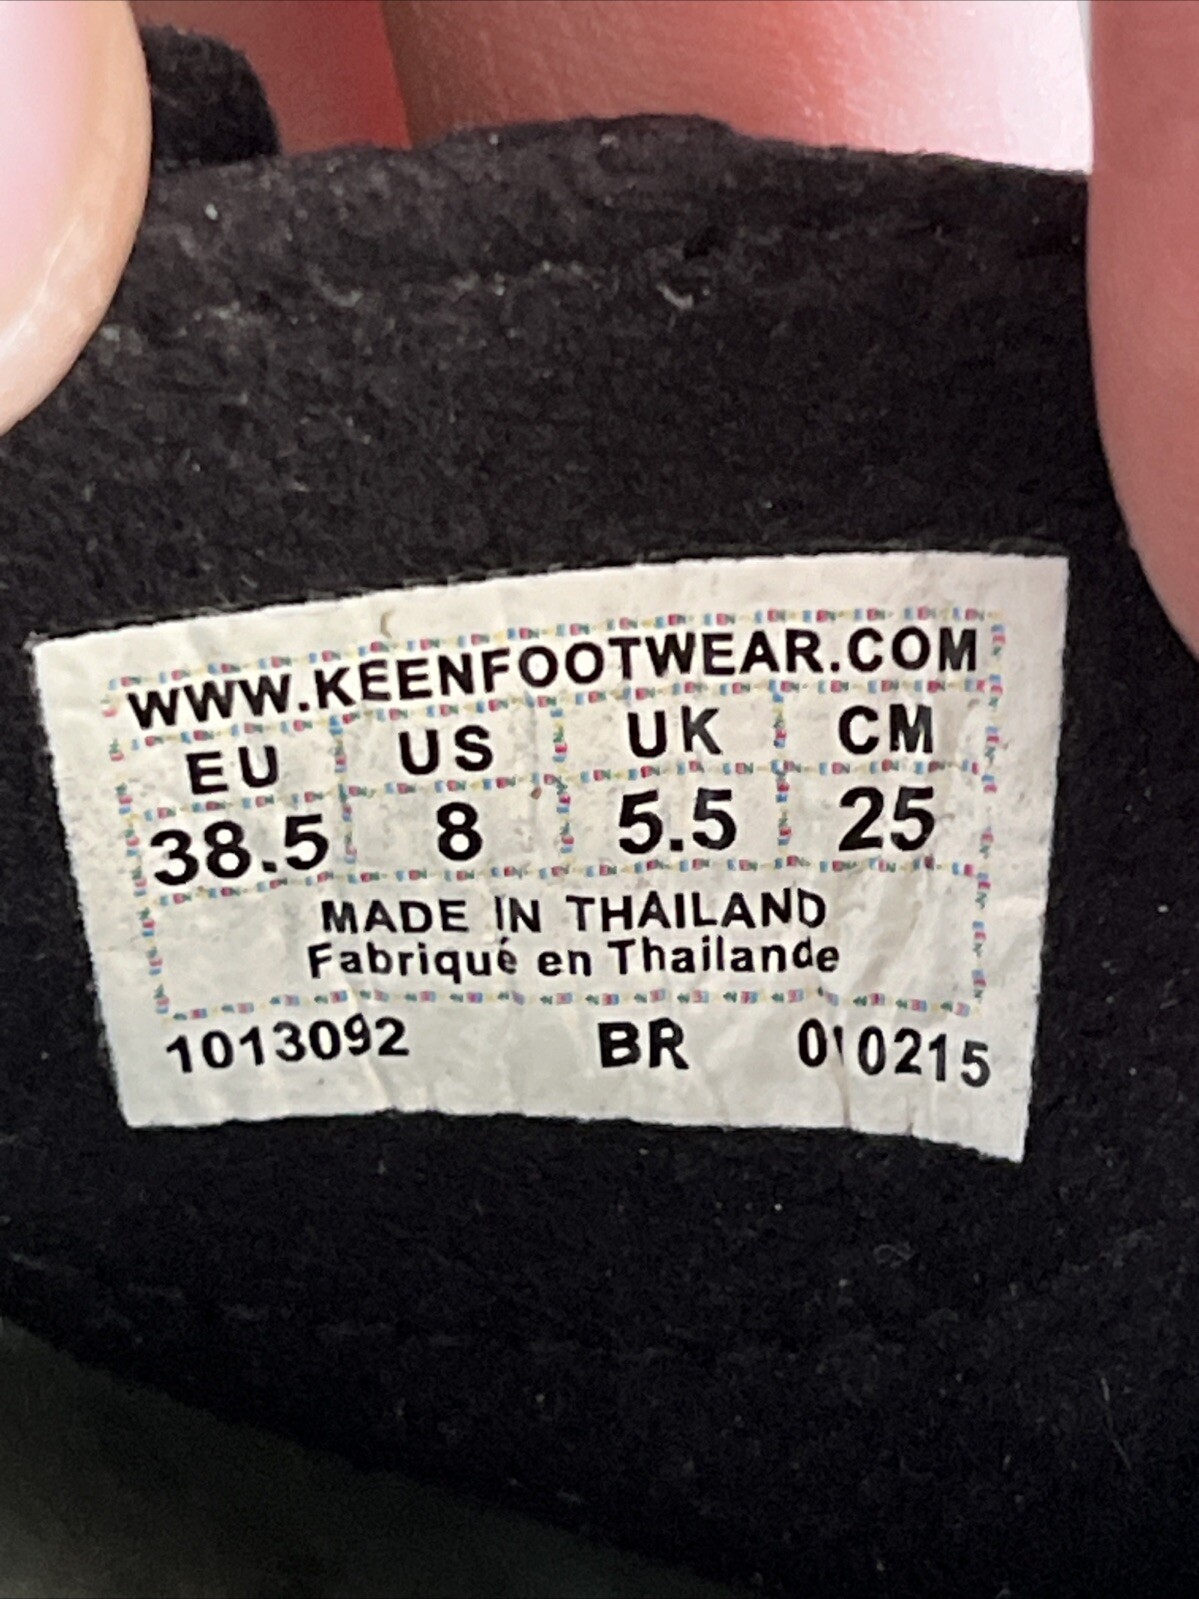 WWW.KEENFOOTWEAR.COM
EU US UK CM
38.5 8 5.5 25
MADE IN THAILAND
Fabriqué en Thailande
1013092 BR 010215